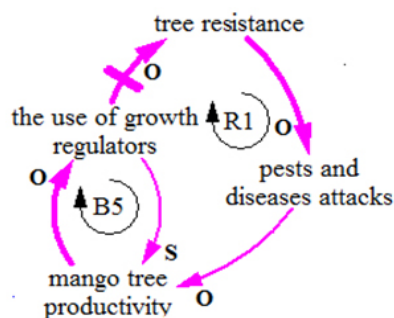 tree resistance
O
the use of growth
regulators
R1
O
pests and
diseases attacks
O
B5
S
mango tree
productivity
O